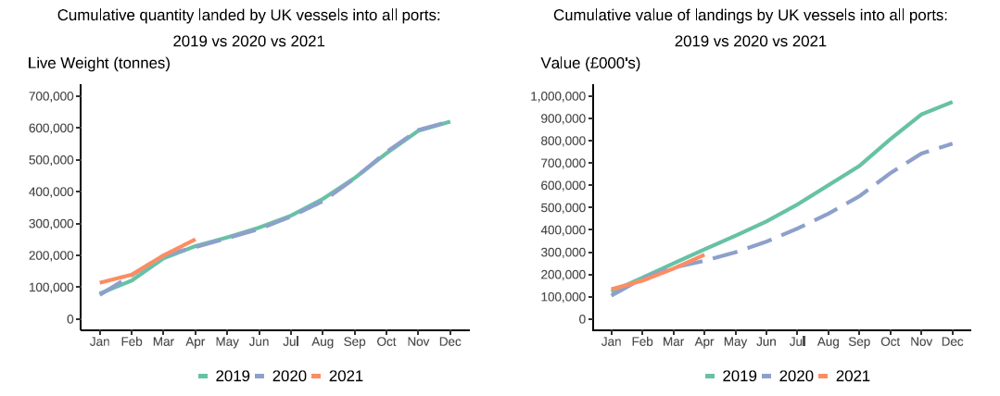 Cumulative quantity landed by UK vessels into all ports:
2019 vs 2020 vs 2021
Live Weight (tonnes)
700,000
600,000
500,000
400,000
300,000
200,000
100,000
0
Jan Feb Mar Apr May Jun Jul Aug Sep Oct Nov Dec
2019 2020 2021
Cumulative value of landings by UK vessels into all ports:
2019 vs 2020 vs 2021
Value (£000's)
1,000,000
900,000
800,000
700,000
600,000
500,000
400,000
300,000
200,000
100,000
0
Jan Feb Mar Apr May Jun Jul Aug Sep Oct Nov Dec
2019 2020 2021